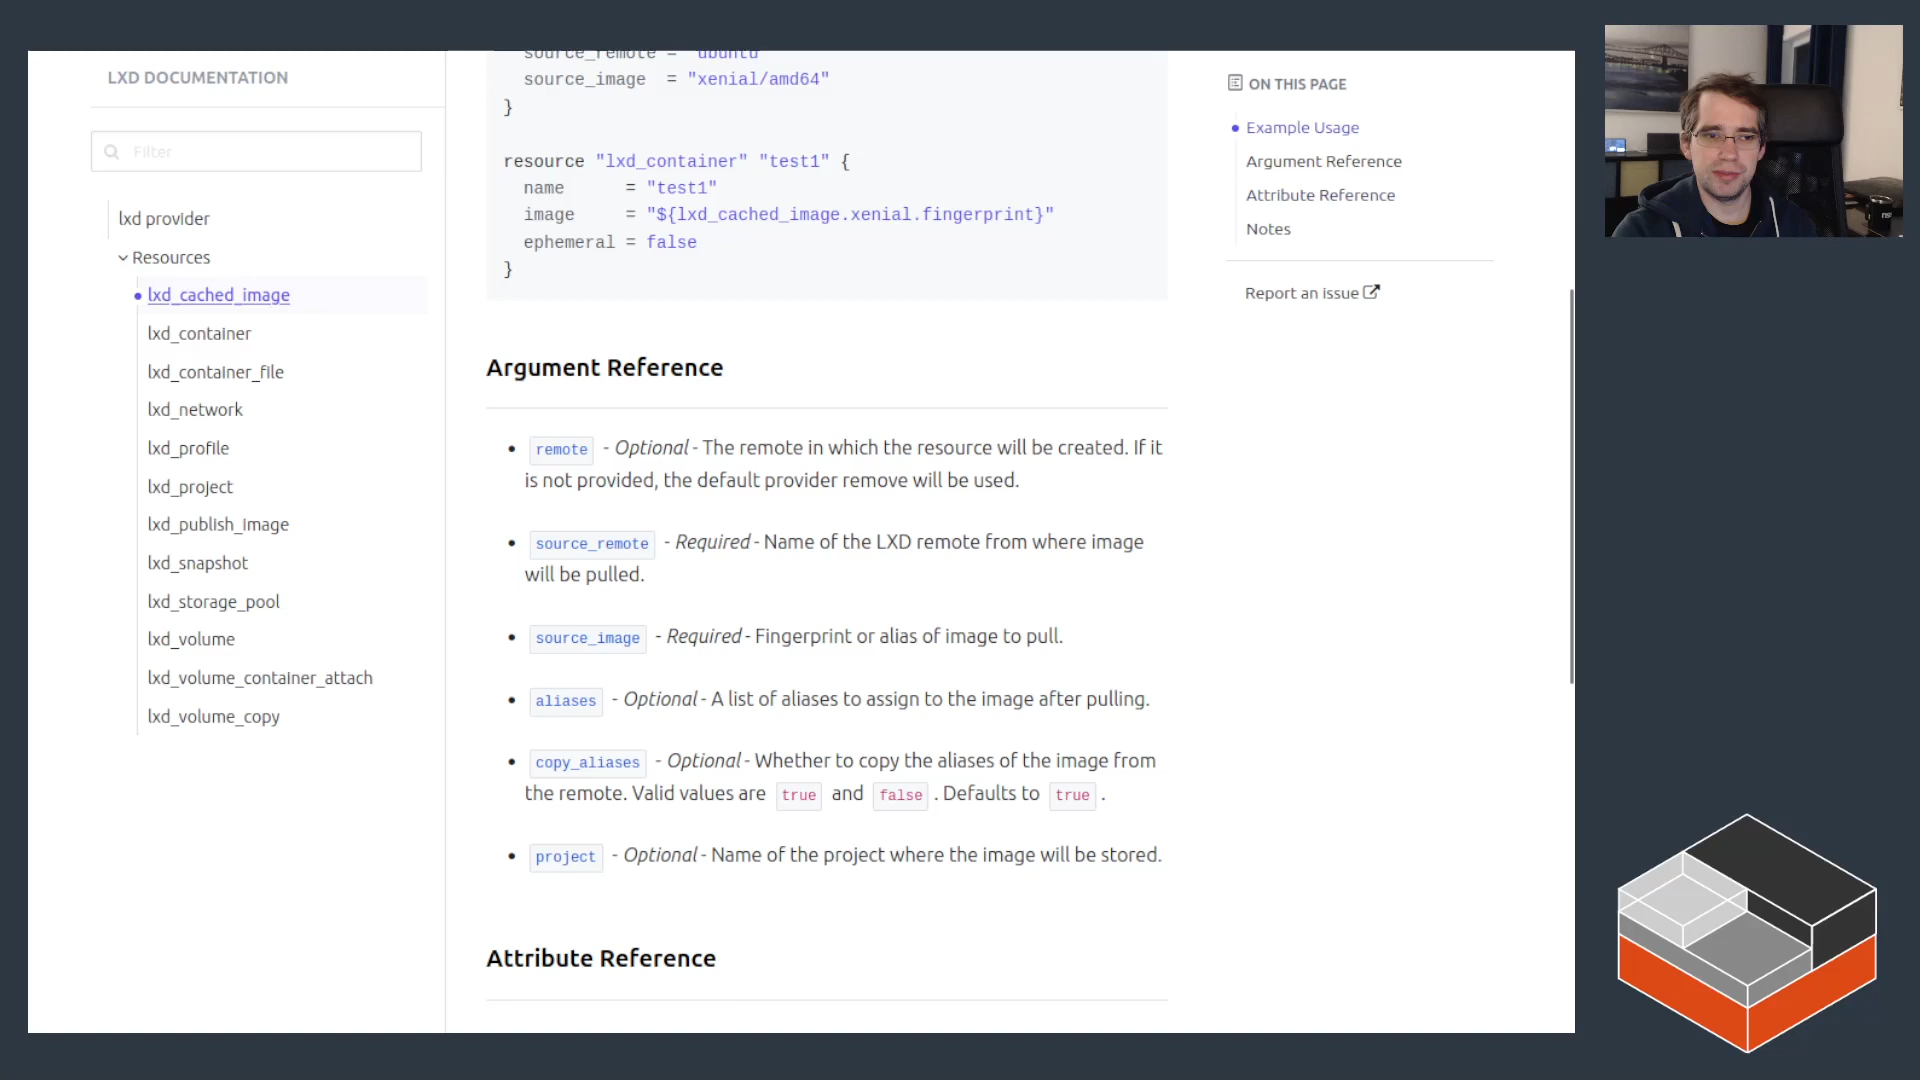 LXD DOCUMENTATION
Filter
lxd provider
Resources
lxd_cached_image
lxd_container
lxd_container_file
lxd_network
lxd_profile
lxd_project
lxd_publish_image
lxd_snapshot
lxd_storage_pool
lxd_volume
lxd_volume_container_attach
lxd_volume_copy
source_remote = "ubuntu"
source_image = "xenial/amd64"
}
resource "lxd_container" "test1" {
name = "test1"
image = "${lxd_cached_image.xenial.fingerprint}"
ephemeral = false
}
Argument Reference
remote - Optional - The remote in which the resource will be created. If it
is not provided, the default provider remove will be used.
source_remote - Required - Name of the LXD remote from where image
will be pulled.
source_image - Required - Fingerprint or alias of image to pull.
aliases - Optional - A list of aliases to assign to the image after pulling.
copy_aliases - Optional - Whether to copy the aliases of the image from
the remote. Valid values are true and false . Defaults to true .
project - Optional - Name of the project where the image will be stored.
Attribute Reference
ON THIS PAGE
Example Usage
Argument Reference
Attribute Reference
Notes
Report an issue